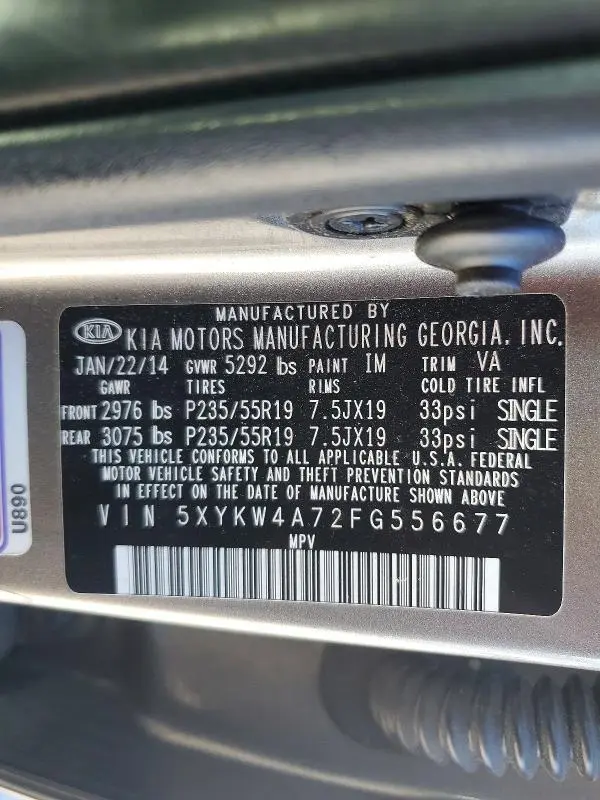 MANUFACTURED BY
KIA KIA MOTORS MANUFACTURING GEORGIA, INC.
JAN/22/14 GVWR 5292 lbs PAINT IM TRIM VA
GAWR TIRES RIMS COLD TIRE INFL
FRONT 2976 lbs P235/55R19 7.5JX19 33psi SINGLE
REAR 3075 lbs P235/55R19 7.5JX19 33psi SINGLE
THIS VEHICLE CONFORMS TO ALL APPLICABLE U.S.A. FEDERAL
MOTOR VEHICLE SAFETY AND THEFT PREVENTION STANDARDS
IN EFFECT ON THE DATE OF MANUFACTURE SHOWN ABOVE
VIN 5XYKW4A72FG556677
MPV
U890